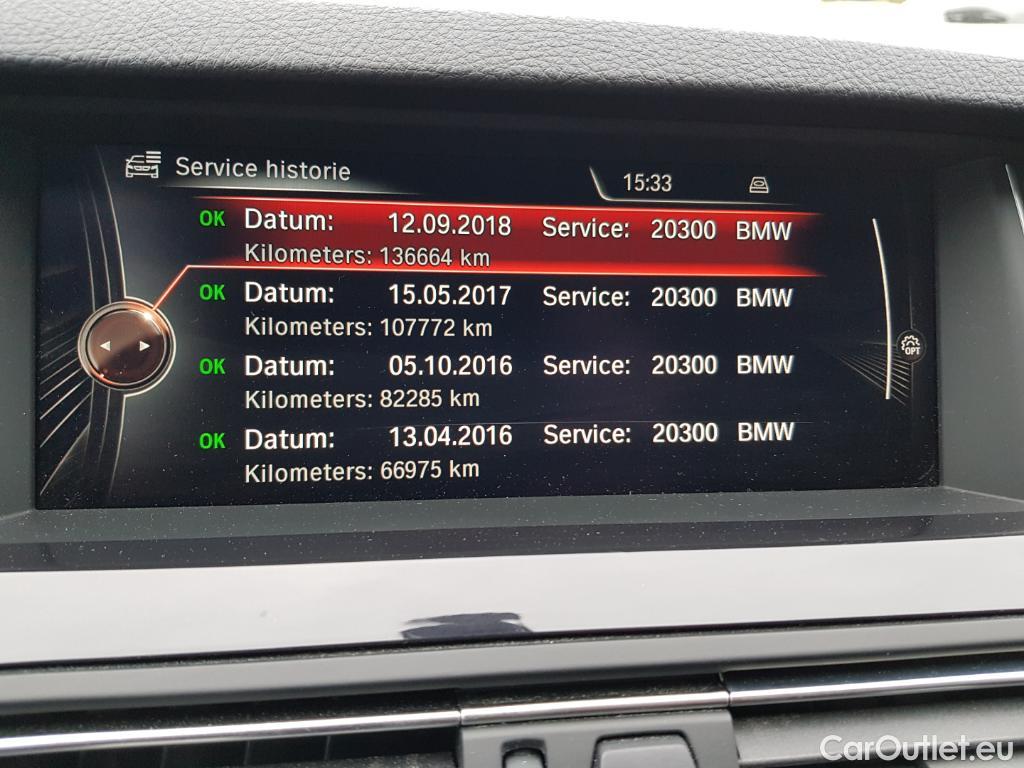 Service historie
15:33
OK Datum: 12.09.2018 Service: 20300 BMW
Kilometers: 136664 km
OK Datum: 15.05.2017 Service: 20300 BMW
Kilometers: 107772 km
OPT
OK Datum: 05.10.2016 Service: 20300 BMW
Kilometers: 82285 km
OK Datum: 13.04.2016 Service: 20300 BMW
Kilometers: 66975 km
CarOutlet.eu